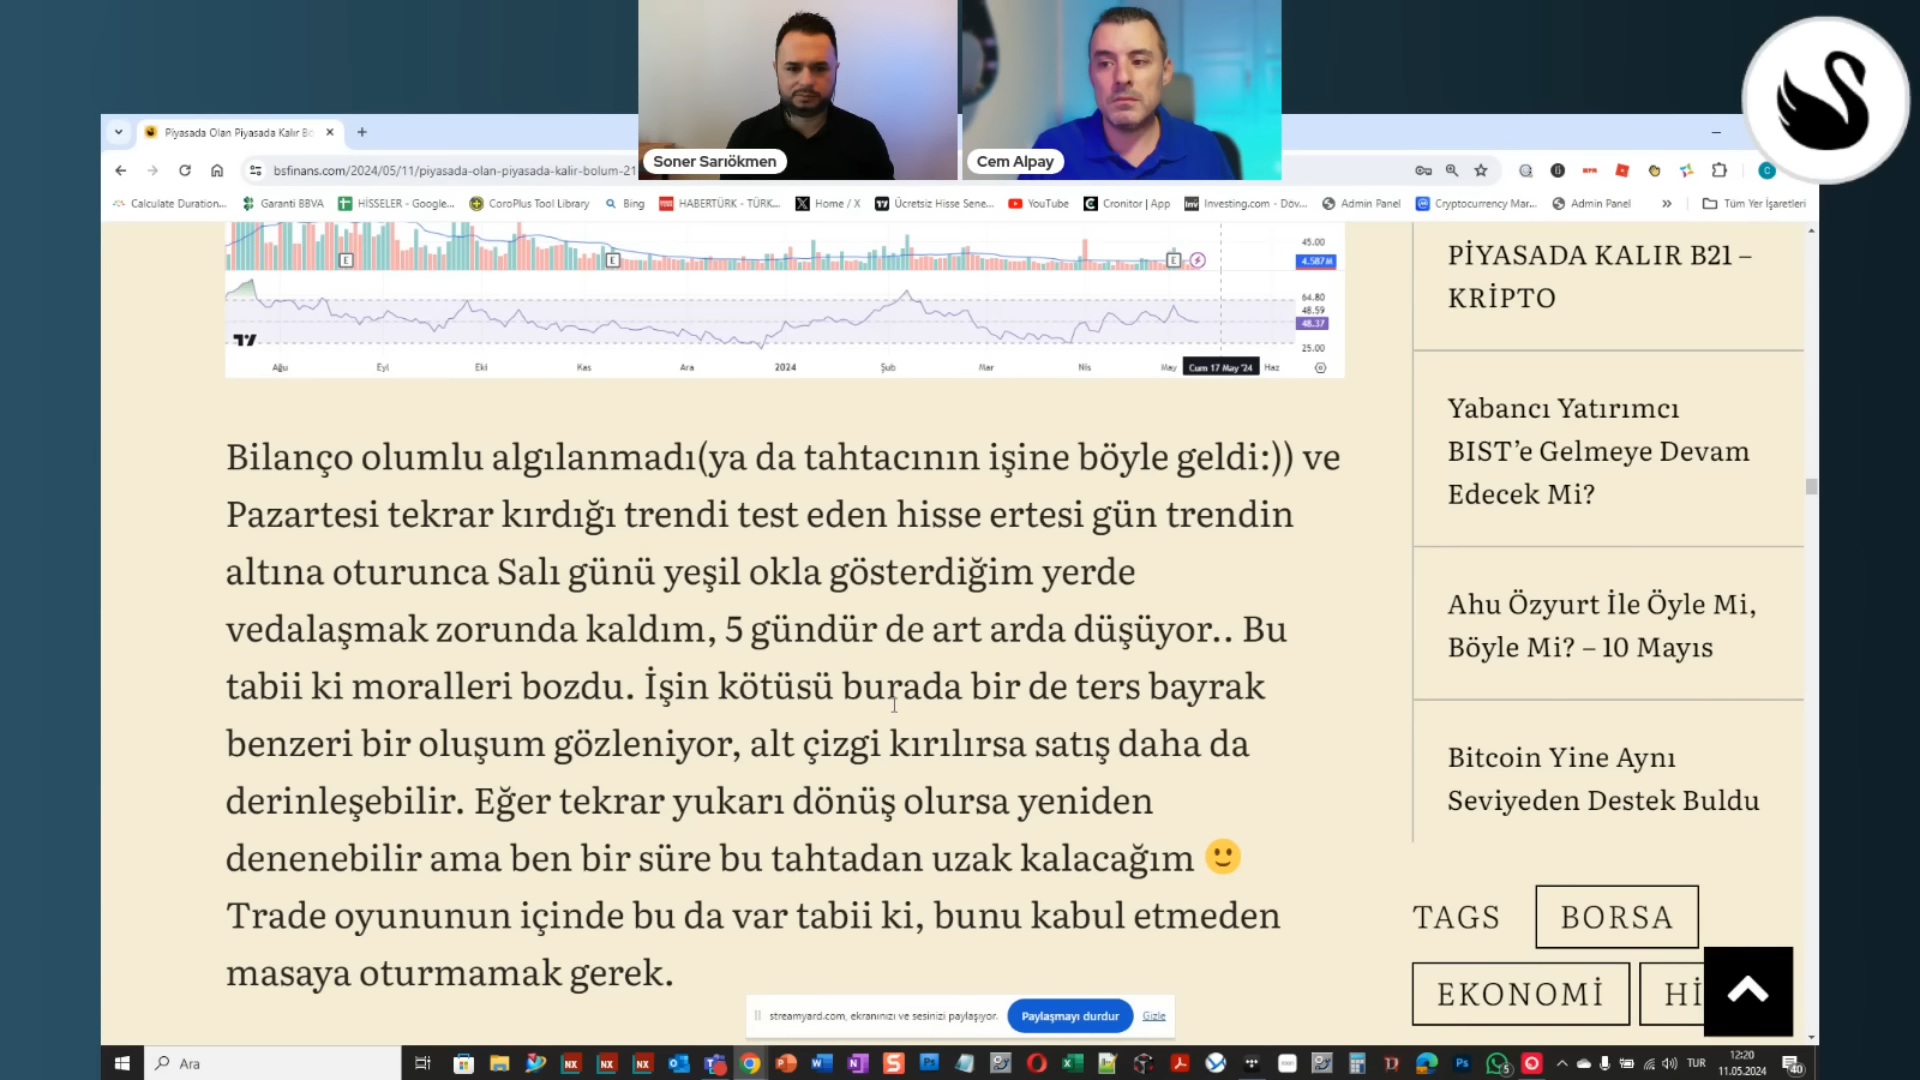 Soner Sarıökmen
Cem Alpay
Piyasada Olan Piyasada Kalır Bö
bsfinans.com/2024/05/11/piyasada-olan-piyasada-kalir-bolum-21
Calculate Duration...
Garanti BBVA
HİSSELER - Google...
CoroPlus Tool Library
Bing
HABERTÜRK - TÜRK...
Home / X
Ücretsiz Hisse Sene...
YouTube
Cronitor | App
Investing.com - Döv...
Admin Panel
Cryptocurrency Mar...
Admin Panel
Tüm Yer İşaretleri
45.00
4.587M
E
E
E
64.80
48.59
48.37
25.00
Ağu
Eyl
Eki
Kas
Ara
2024
Şub
Mar
Nis
May
Cum 17 May '24
Haz
Bilanço olumlu algılanmadı(ya da tahtacının işine böyle geldi:)) ve
Pazartesi tekrar kırdığı trendi test eden hisse ertesi gün trendin
altına oturunca Salı günü yeşil okla gösterdiğim yerde
vedalaşmak zorunda kaldım, 5 gündür de art arda düşüyor.. Bu
tabii ki moralleri bozdu. İşin kötüsü burada bir de ters bayrak
benzeri bir oluşum gözleniyor, alt çizgi kırılırsa satış daha da
derinleşebilir. Eğer tekrar yukarı dönüş olursa yeniden
denenebilir ama ben bir süre bu tahtadan uzak kalacağım 🙂
Trade oyununun içinde bu da var tabii ki, bunu kabul etmeden
masaya oturmamak gerek.
PİYASADA KALIR B21 –
KRİPTO
Yabancı Yatırımcı
BIST’e Gelmeye Devam
Edecek Mi?
Ahu Özyurt İle Öyle Mi,
Böyle Mi? – 10 Mayıs
Bitcoin Yine Aynı
Seviyeden Destek Buldu
TAGS
BORSA
EKONOMİ
Hİ
streamyard.com, ekranınızı ve sesinizi paylaşıyor.
Paylaşmayı durdur
Gizle
Ara
TUR
12:20
11.05.2024
40